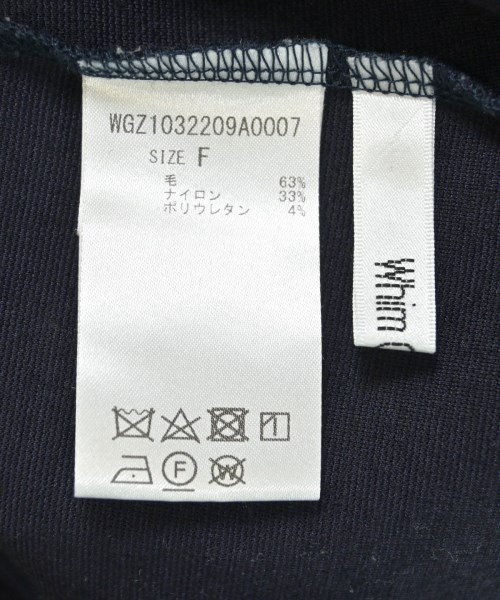 WGZ1032209A0007
SIZE F
毛 63%
ナイロン 33%
ポリウレタン 4%
F
W
Whim